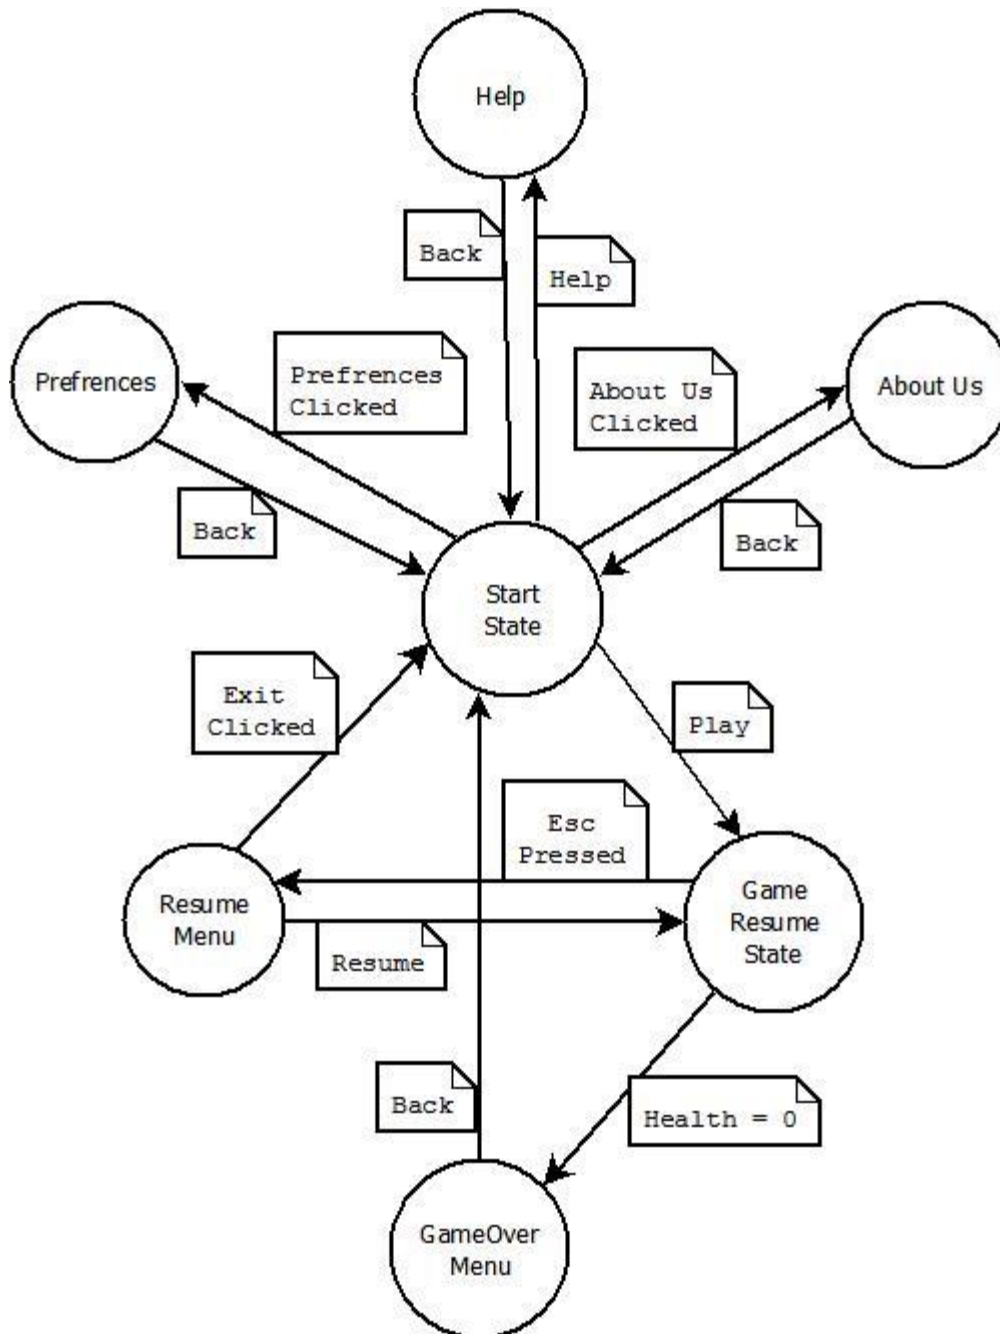 Help
Back
Help
Prefrences
Prefrences
Clicked
About Us
Clicked
About Us
Back
Back
Start
State
Exit
Clicked
Play
Esc
Pressed
Resume
Menu
Game
Resume
State
Resume
Back
Health = 0
GameOver
Menu